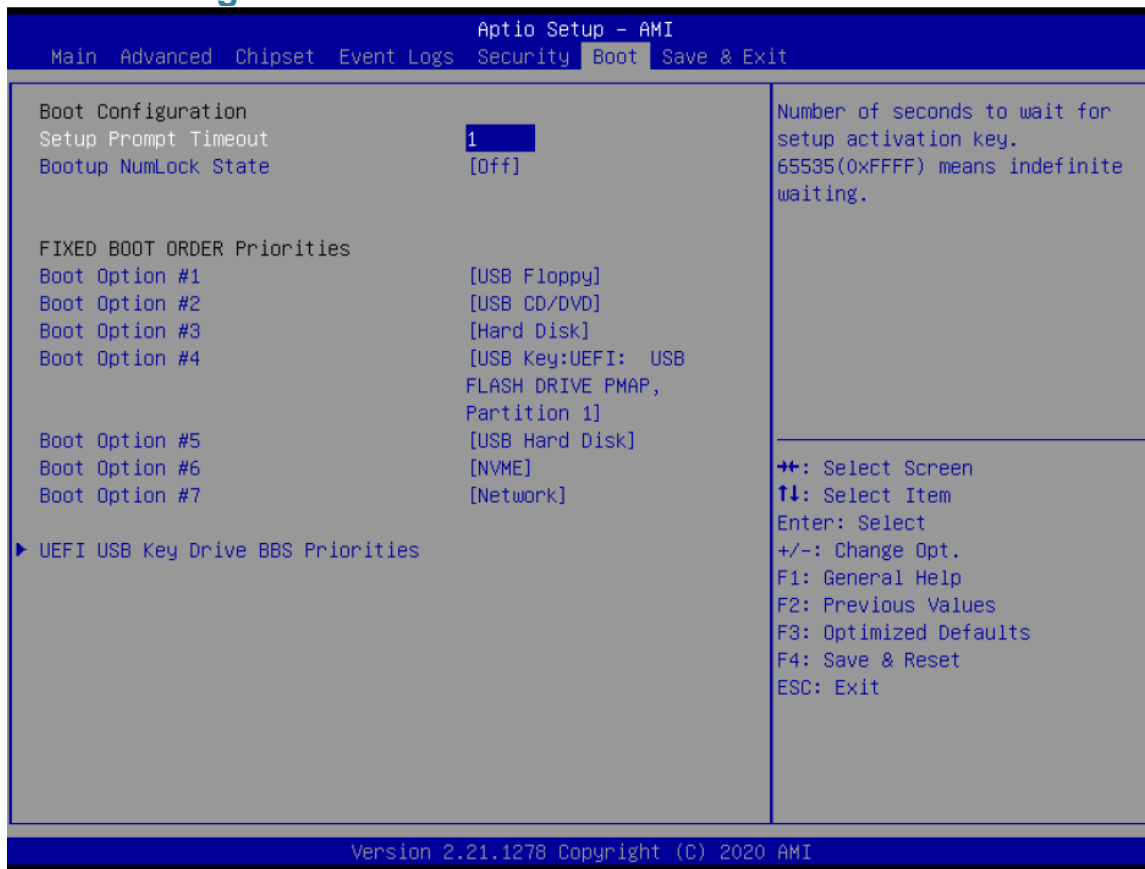 Aptio Setup – AMI
Main Advanced Chipset Event Logs Security Boot Save & Exit
Boot Configuration
Setup Prompt Timeout 1
Bootup NumLock State [Off]
FIXED BOOT ORDER Priorities
Boot Option #1 [USB Floppy]
Boot Option #2 [USB CD/DVD]
Boot Option #3 [Hard Disk]
Boot Option #4 [USB Key:UEFI: USB
FLASH DRIVE PMAP,
Partition 1]
Boot Option #5 [USB Hard Disk]
Boot Option #6 [NVME]
Boot Option #7 [Network]
UEFI USB Key Drive BBS Priorities
Number of seconds to wait for
setup activation key.
65535(0xFFFF) means indefinite
waiting.
→←: Select Screen
↑↓: Select Item
Enter: Select
+/-: Change Opt.
F1: General Help
F2: Previous Values
F3: Optimized Defaults
F4: Save & Reset
ESC: Exit
Version 2.21.1278 Copyright (C) 2020 AMI